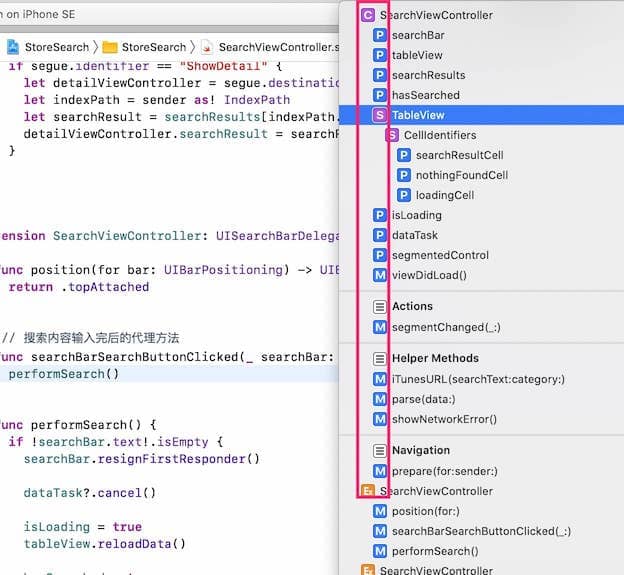 n on iPhone SE
StoreSearch
StoreSearch
SearchViewController.s
if segue.identifier == "ShowDetail" {
let detailViewController = segue.destinatio
let indexPath = sender as! IndexPath
let searchResult = searchResults[indexPath.
detailViewController.searchResult = searchR
}
ension SearchViewController: UISearchBarDelega
func position(for bar: UIBarPositioning) -> UIB
return .topAttached
// 搜索内容输入完后的代理方法
func searchBarSearchButtonClicked(_ searchBar:
performSearch()
func performSearch() {
if !searchBar.text!.isEmpty {
searchBar.resignFirstResponder()
dataTask?.cancel()
isLoading = true
tableView.reloadData()
C SearchViewController
P searchBar
P tableView
P searchResults
P hasSearched
S TableView
S CellIdentifiers
P searchResultCell
P nothingFoundCell
P loadingCell
P isLoading
P dataTask
P segmentedControl
M viewDidLoad()
Actions
M segmentChanged(_:)
Helper Methods
M iTunesURL(searchText:category:)
M parse(data:)
M showNetworkError()
Navigation
M prepare(for:sender:)
Ex SearchViewController
M position(for:)
M searchBarSearchButtonClicked(_:)
M performSearch()
Ex SearchViewController